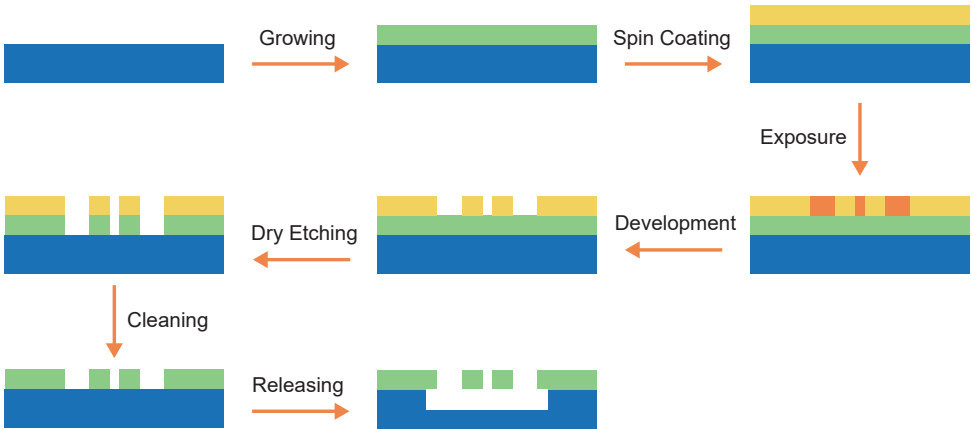 Growing
Spin Coating
Exposure
Development
Dry Etching
Cleaning
Releasing